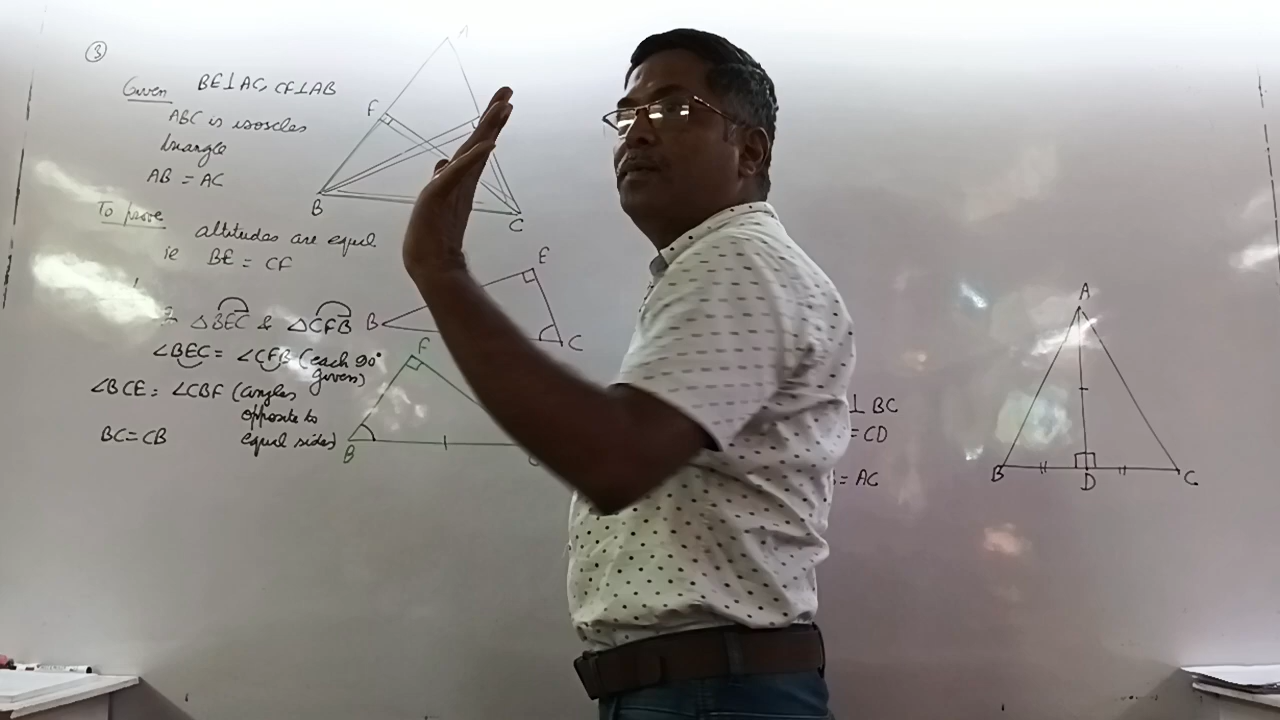 3
Given BE⊥AC, CF⊥AB
ABC is isosceles
triangle
AB = AC
To prove altitudes are equal
ie BE = CF
△BEC & △CFB
∠BEC = ∠CFB (each 90°
given)
∠BCE = ∠CBF (angles
opposite to
equal sides)
BC = CB
A
F
B
C
E
B
C
F
B
⊥ BC
= CD
= AC
A
B
D
C